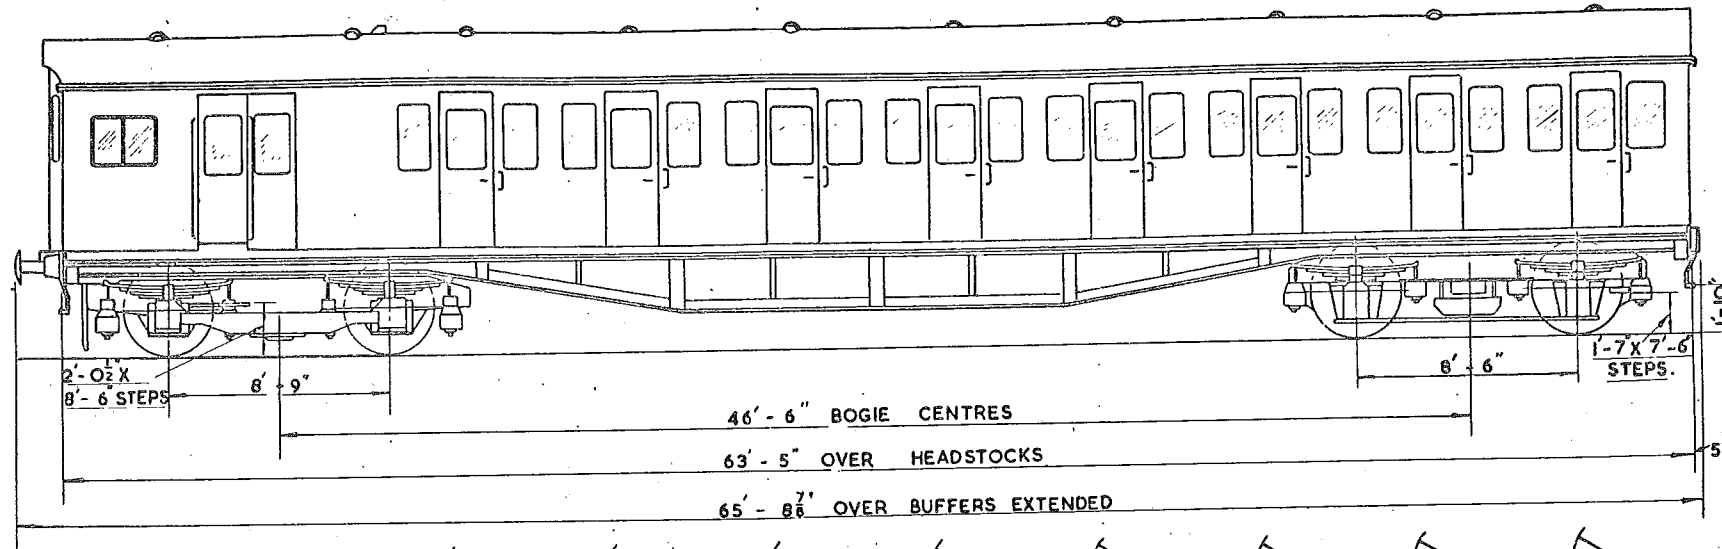 2'-0½" X
8'-6" STEPS
8' 9"
8' 6"
1'-7" X 7'-6"
STEPS.
46'-6" BOGIE CENTRES
63'-5" OVER HEADSTOCKS
5
65'-8⅞" OVER BUFFERS EXTENDED